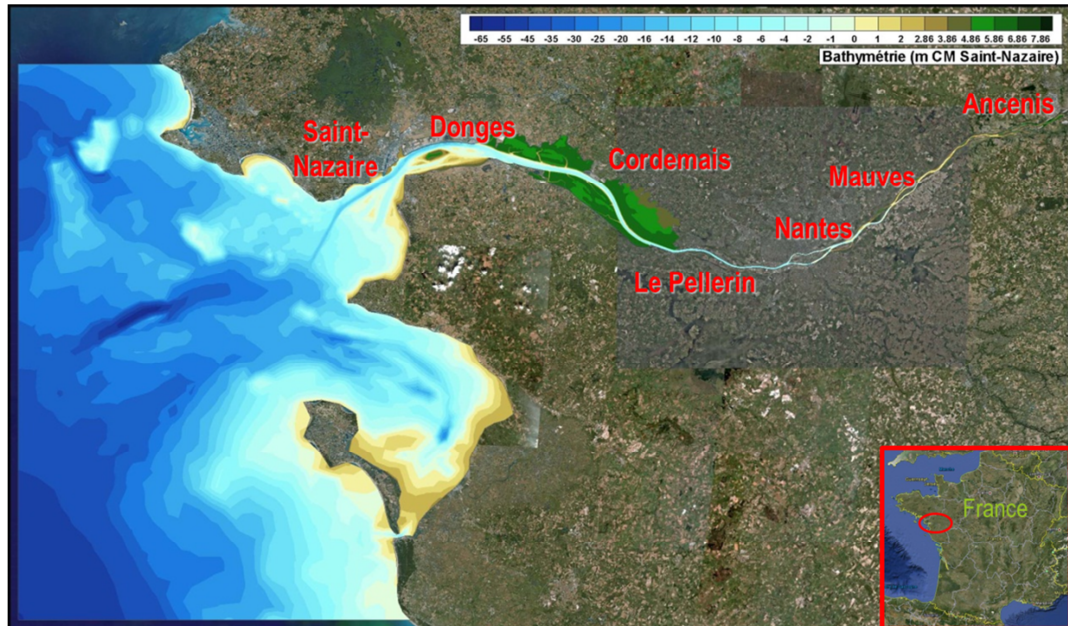 -65 -55 -45 -35 -30 -25 -20 -16 -14 -12 -10 -8 -6 -4 -2 -1 0 1 2 2.86 3.86 4.86 5.86 6.86 7.86
Bathymétrie (m CM Saint-Nazaire)
Ancenis
Saint-
Nazaire
Donges
Cordemais
Mauves
Nantes
Le Pellerin
France